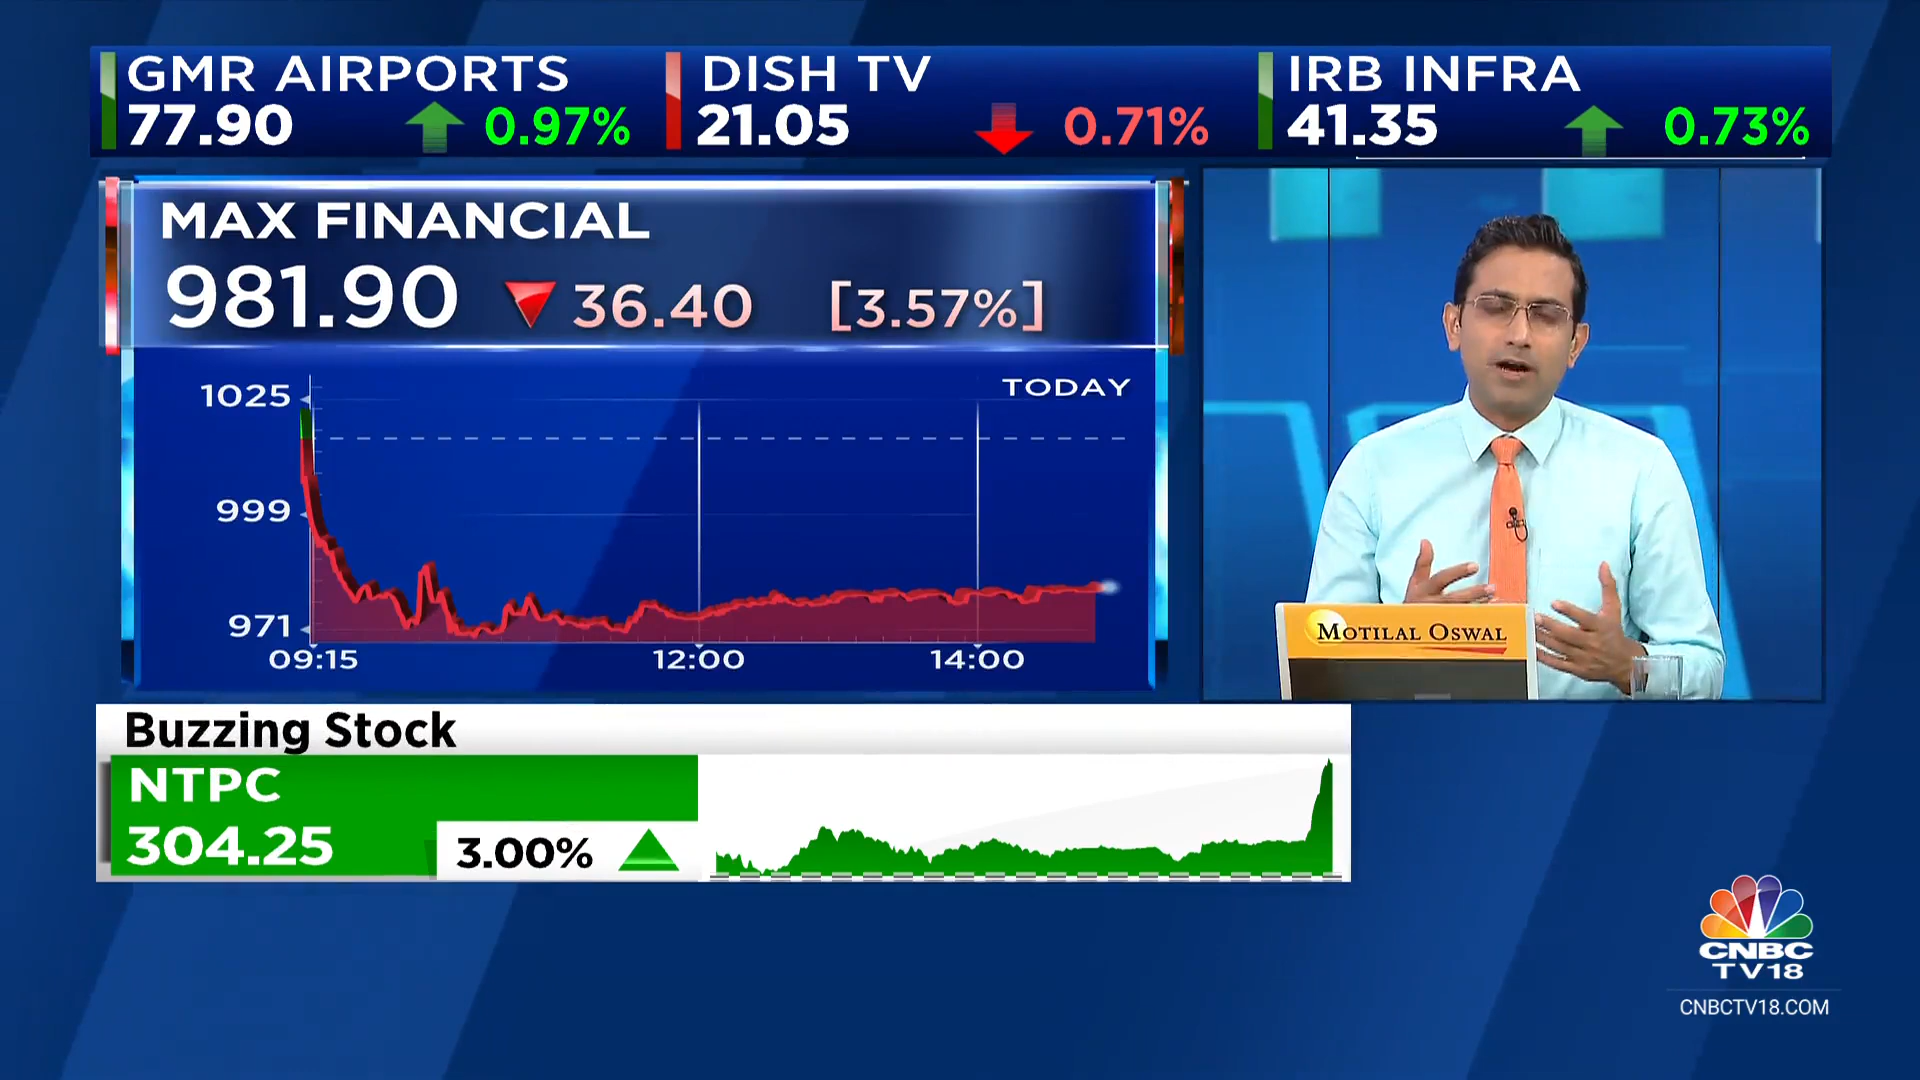 GMR AIRPORTS
77.90 0.97%
DISH TV
21.05 0.71%
IRB INFRA
41.35 0.73%
MAX FINANCIAL
981.90 36.40 [3.57%]
TODAY
1025
999
971
09:15 12:00 14:00
MOTILAL OSWAL
Buzzing Stock
NTPC
304.25 3.00%
CNBC
TV18
CNBCTV18.COM